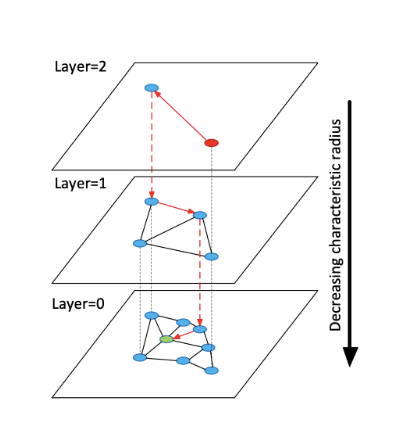 Layer=2
Layer=1
Layer=0
Decreasing characteristic radius